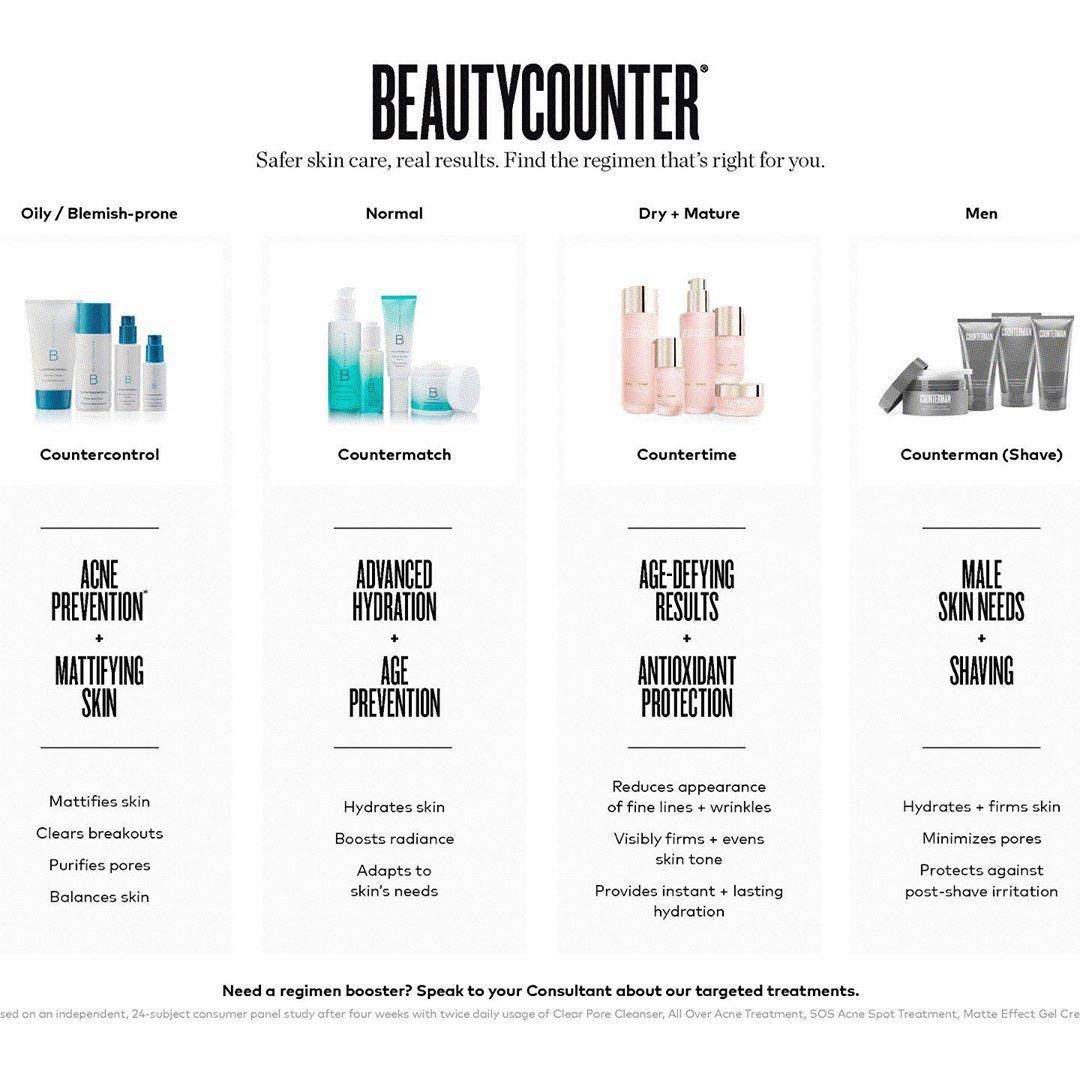 BEAUTYCOUNTER®
Safer skin care, real results. Find the regimen that's right for you.
Oily / Blemish-prone
Normal
Dry + Mature
Men
B
B
B
B
B
B
B
COUNTERMAN
COUNTERMAN
COUNTERMAN
COUNTERMAN
Countercontrol
Countermatch
Countertime
Counterman (Shave)
ACNE
PREVENTION*
+
MATTIFYING
SKIN
ADVANCED
HYDRATION
+
AGE
PREVENTION
AGE-DEFYING
RESULTS
+
ANTIOXIDANT
PROTECTION
MALE
SKIN NEEDS
+
SHAVING
Mattifies skin
Clears breakouts
Purifies pores
Balances skin
Hydrates skin
Boosts radiance
Adapts to
skin's needs
Reduces appearance
of fine lines + wrinkles
Visibly firms + evens
skin tone
Provides instant + lasting
hydration
Hydrates + firms skin
Minimizes pores
Protects against
post-shave irritation
Need a regimen booster? Speak to your Consultant about our targeted treatments.
sed on an independent, 24-subject consumer panel study after four weeks with twice daily usage of Clear Pore Cleanser, All Over Acne Treatment, SOS Acne Spot Treatment, Matte Effect Gel Cre